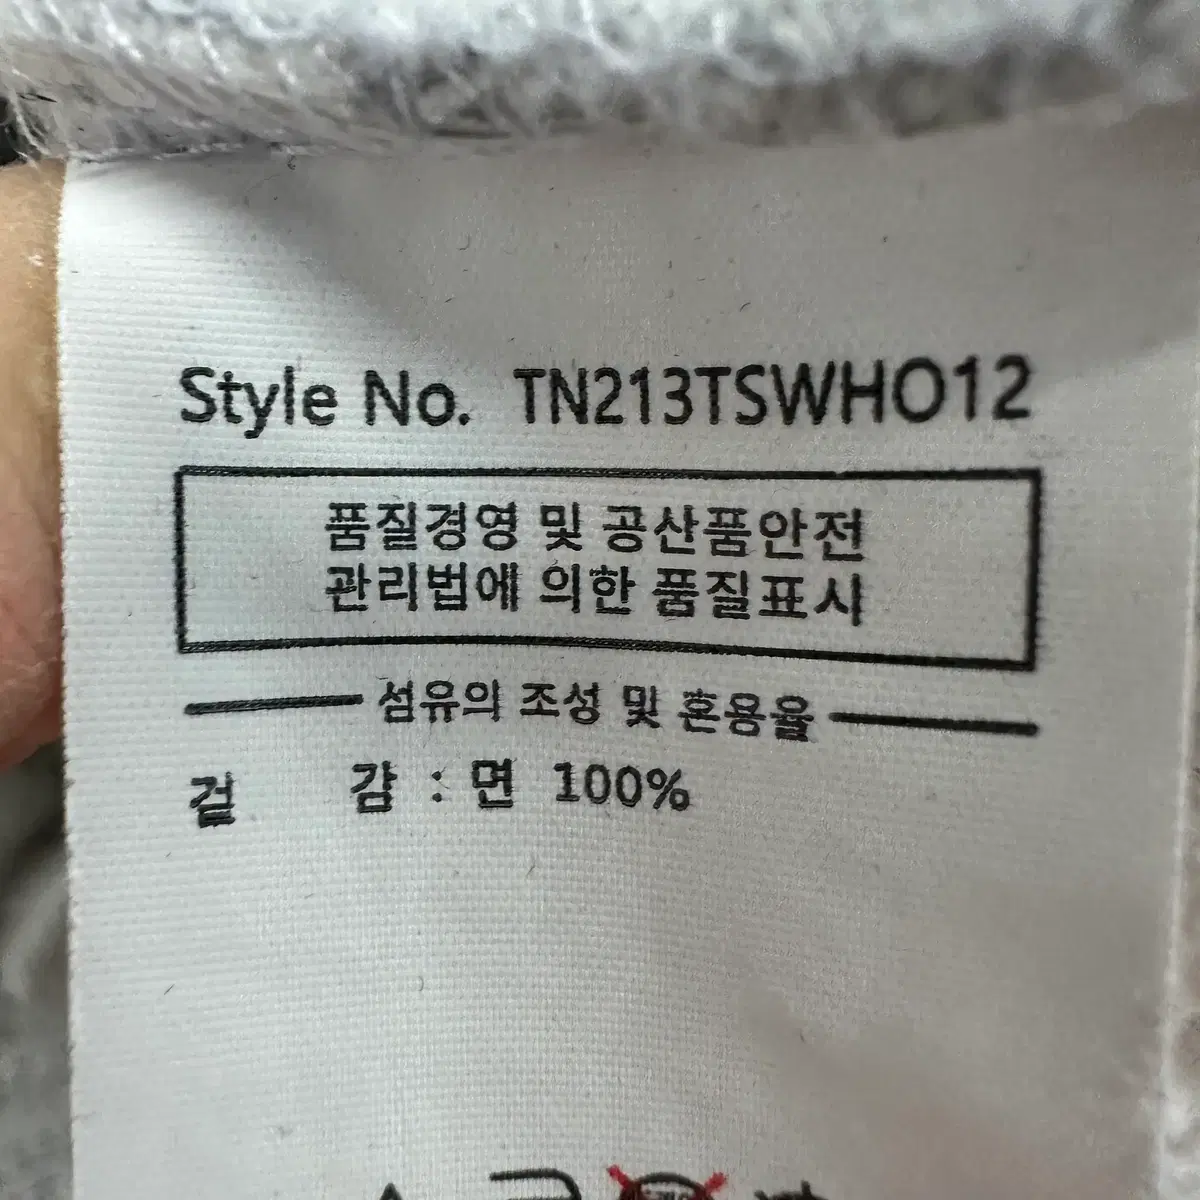 Style No. TN213TSWHO12
품질경영 및 공산품안전
관리법에 의한 품질표시
섬유의 조성 및 혼용율
겉 감 : 면 100%